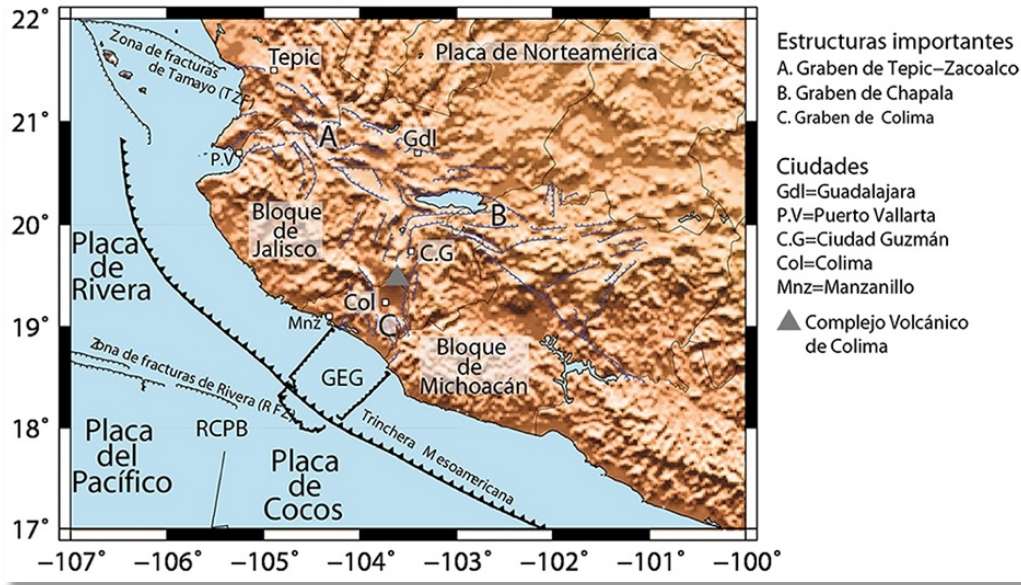 22°
21°
20°
19°
18°
17°
−107°
−106°
−105°
−104°
−103°
−102°
−101°
−100°
Zona de fracturas
de Tamayo (TZF)
Tepic
Placa de Norteamérica
A
Gdl
P.V
Bloque
de
Jalisco
B
C.G
Placa
de
Rivera
Col
C
Mnz
Bloque
de
Michoacán
GEG
Zona de fracturas de Rivera (RFZ)
Trinchera Mesoamericana
RCPB
Placa
del
Pacífico
Placa
de
Cocos
Estructuras importantes
A. Graben de Tepic−Zacoalco
B. Graben de Chapala
C. Graben de Colima
Ciudades
Gdl=Guadalajara
P.V=Puerto Vallarta
C.G=Ciudad Guzmán
Col=Colima
Mnz=Manzanillo
Complejo Volcánico
de Colima